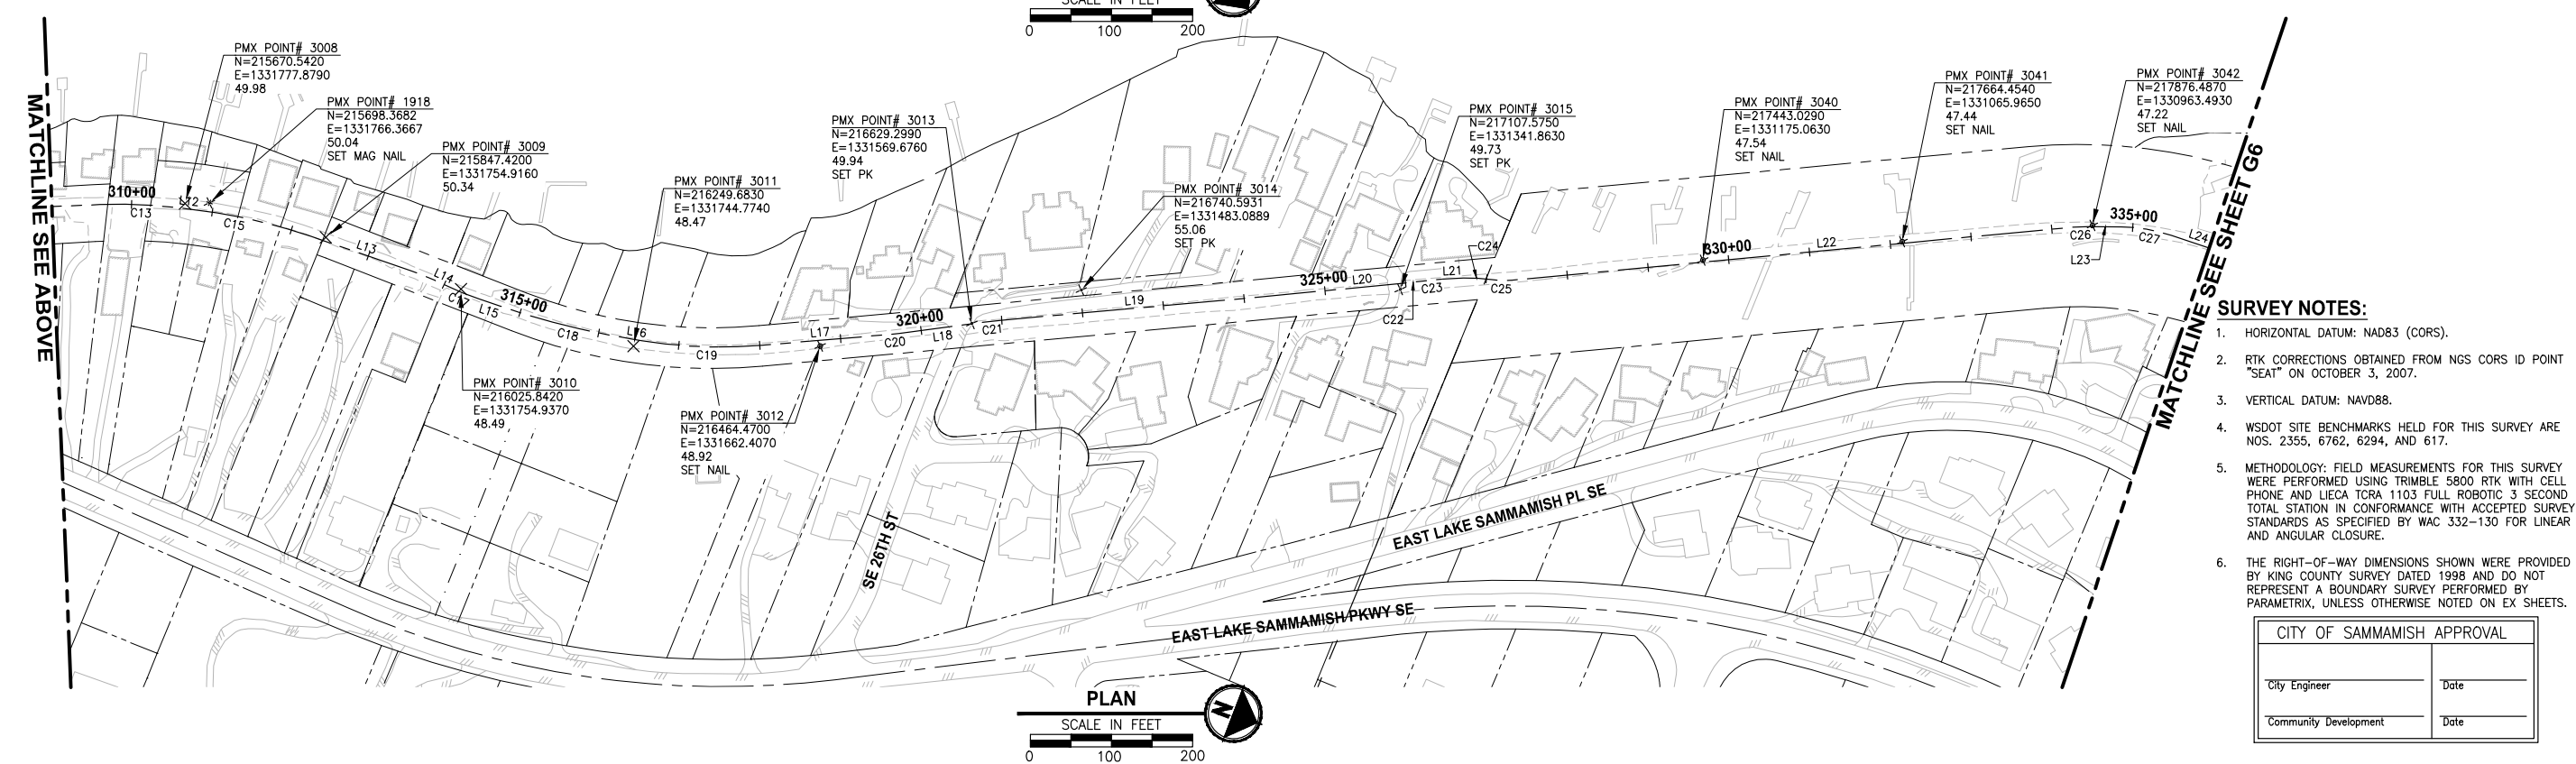 SCALE IN FEET
0 100 200
PMX POINT# 3008
N=215670.5420
E=1331777.8790
49.98
PMX POINT# 1918
N=215698.3682
E=1331766.3667
50.04
SET MAG NAIL
PMX POINT# 3009
N=215847.4200
E=1331754.9160
50.34
PMX POINT# 3011
N=216249.6830
E=1331744.7740
48.47
PMX POINT# 3013
N=216629.2990
E=1331569.6760
49.94
SET PK
PMX POINT# 3014
N=216740.5931
E=1331483.0889
55.06
SET PK
PMX POINT# 3015
N=217107.5750
E=1331341.8630
49.73
SET PK
PMX POINT# 3040
N=217443.0290
E=1331175.0630
47.54
SET NAIL
PMX POINT# 3041
N=217664.4540
E=1331065.9650
47.44
SET NAIL
PMX POINT# 3042
N=217876.4870
E=1330963.4930
47.22
SET NAIL
MATCHLINE SEE ABOVE
310+00
C13
C15
L13
L14
C17
L15
315+00
C18
L16
C19
L17
C20
320+00
L18
C21
L19
325+00
L20
C22
C23
L21
C24
C25
330+00
L22
C26
L23
335+00
C27
L24
MATCHLINE SEE SHEET G6
PMX POINT# 3010
N=216025.8420
E=1331754.9370
48.49
PMX POINT# 3012
N=216464.4700
E=1331662.4070
48.92
SET NAIL
SE 26TH ST
EAST LAKE SAMMAMISH PL SE
EAST LAKE SAMMAMISH PKWY SE
SURVEY NOTES:
1. HORIZONTAL DATUM: NAD83 (CORS).
2. RTK CORRECTIONS OBTAINED FROM NGS CORS ID POINT
"SEAT" ON OCTOBER 3, 2007.
3. VERTICAL DATUM: NAVD88.
4. WSDOT SITE BENCHMARKS HELD FOR THIS SURVEY ARE
NOS. 2355, 6762, 6294, AND 617.
5. METHODOLOGY: FIELD MEASUREMENTS FOR THIS SURVEY
WERE PERFORMED USING TRIMBLE 5800 RTK WITH CELL
PHONE AND LIECA TCRA 1103 FULL ROBOTIC 3 SECOND
TOTAL STATION IN CONFORMANCE WITH ACCEPTED SURVEY
STANDARDS AS SPECIFIED BY WAC 332-130 FOR LINEAR
AND ANGULAR CLOSURE.
6. THE RIGHT-OF-WAY DIMENSIONS SHOWN WERE PROVIDED
BY KING COUNTY SURVEY DATED 1998 AND DO NOT
REPRESENT A BOUNDARY SURVEY PERFORMED BY
PARAMETRIX, UNLESS OTHERWISE NOTED ON EX SHEETS.
CITY OF SAMMAMISH APPROVAL
City Engineer Date
Community Development Date
PLAN
N
SCALE IN FEET
0 100 200